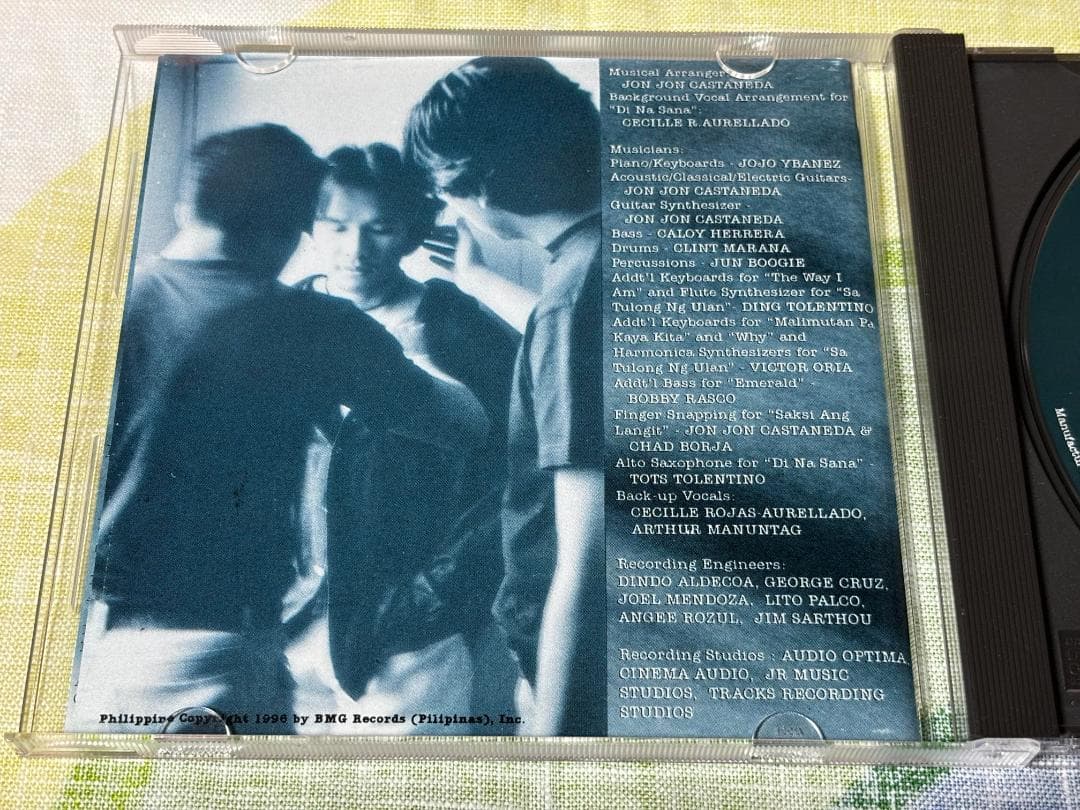 Musical Arranger
JON JON CASTANEDA
Background Vocal Arrangement for
"Di Na Sana":
CECILLE R. AURELLADO
Musicians:
Piano/Keyboards - JOJO YBANEZ
Acoustic/Classical/Electric Guitars-
JON JON CASTANEDA
Guitar Synthesizer -
JON JON CASTANEDA
Bass - CALOY HERRERA
Drums - CLINT MARANA
Percussions - JUN BOOGIE
Addt'l Keyboards for "The Way I
Am" and Flute Synthesizer for "Sa
Tulong Ng Ulan"- DING TOLENTINO
Addt'l Keyboards for "Malimutan Pa
Kaya Kita" and "Why" and
Harmonica Synthesizers for "Sa
Tulong Ng Ulan" - VICTOR ORIA
Addt'l Bass for "Emerald" -
BOBBY RASCO
Finger Snapping for "Saksi Ang
Langit" - JON JON CASTANEDA &
CHAD BORJA
Alto Saxophone for "Di Na Sana" -
TOTS TOLENTINO
Back-up Vocals:
CECILLE ROJAS-AURELLADO,
ARTHUR MANUNTAG
Recording Engineers:
DINDO ALDECOA, GEORGE CRUZ,
JOEL MENDOZA, LITO PALCO,
ANGEE ROZUL, JIM SARTHOU
Recording Studios : AUDIO OPTIMA,
CINEMA AUDIO, JR MUSIC
STUDIOS, TRACKS RECORDING
STUDIOS
Philippine Copyright 1996 by BMG Records (Pilipinas), Inc.